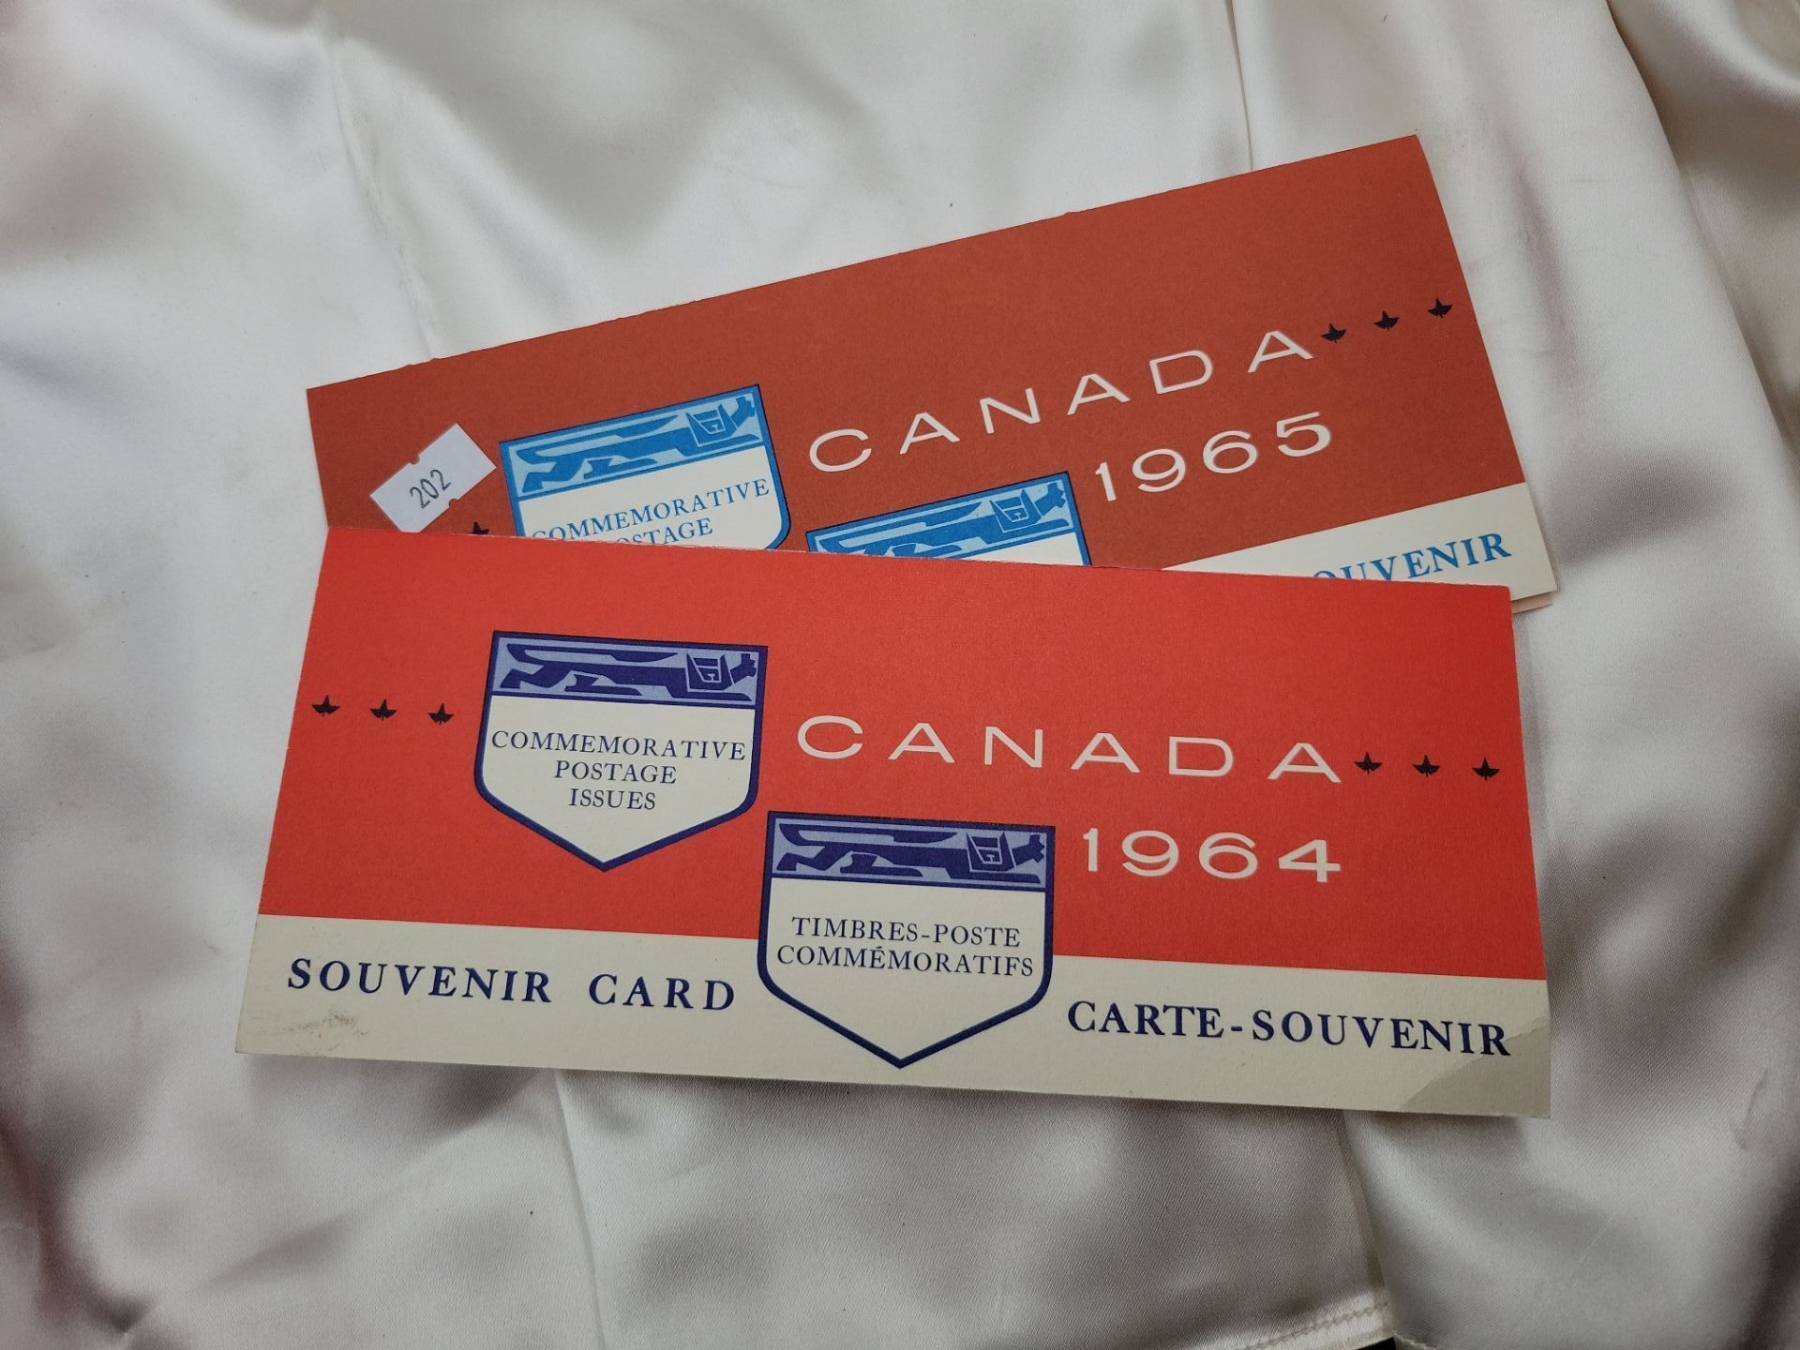 CANADA
1965
202
COMMEMORATIVE
POSTAGE
SOUVENIR
CANADA
1964
COMMEMORATIVE
POSTAGE
ISSUES
TIMBRES-POSTE
COMMÉMORATIFS
SOUVENIR CARD
CARTE-SOUVENIR